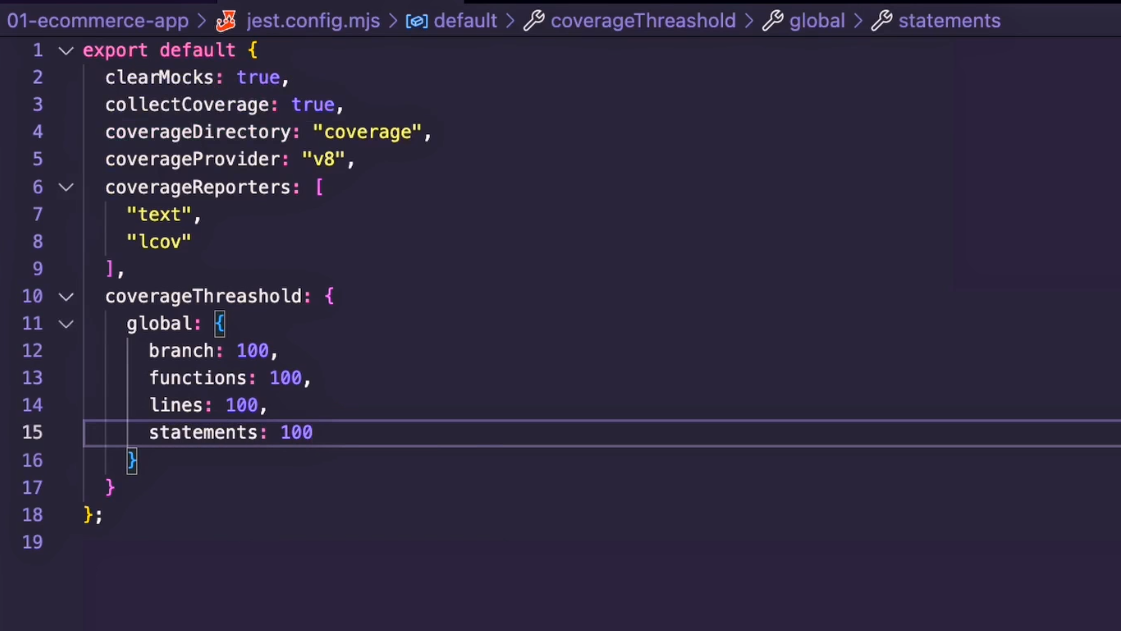 01-ecommerce-app > jest.config.mjs > default > coverageThreashold > global > statements
1 export default {
2 clearMocks: true,
3 collectCoverage: true,
4 coverageDirectory: "coverage",
5 coverageProvider: "v8",
6 coverageReporters: [
7 "text",
8 "lcov"
9 ],
10 coverageThreashold: {
11 global: {
12 branch: 100,
13 functions: 100,
14 lines: 100,
15 statements: 100
16 }
17 }
18 };
19